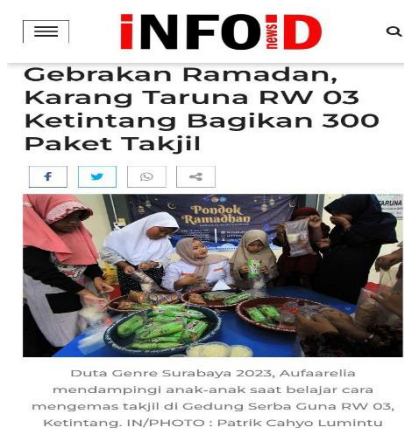 iNFO news iD
Gebrakan Ramadan,
Karang Taruna RW 03
Ketintang Bagikan 300
Paket Takjil
Pondok
Ramadhan
Duta Genre Surabaya 2023, Aufaarelia
mendampingi anak-anak saat belajar cara
mengemas takjil di Gedung Serba Guna RW 03,
Ketintang. IN/PHOTO : Patrik Cahyo Lumintu